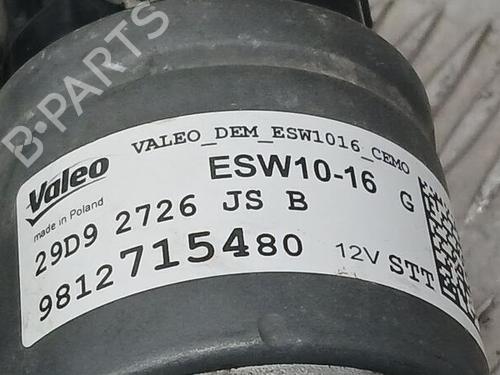 B-PARTS
VALEO_DEM_ESW1016_CEMO
Valeo
ESW10-16 G
made in Poland
29D9 2726 JS B
9812715480
12V STT